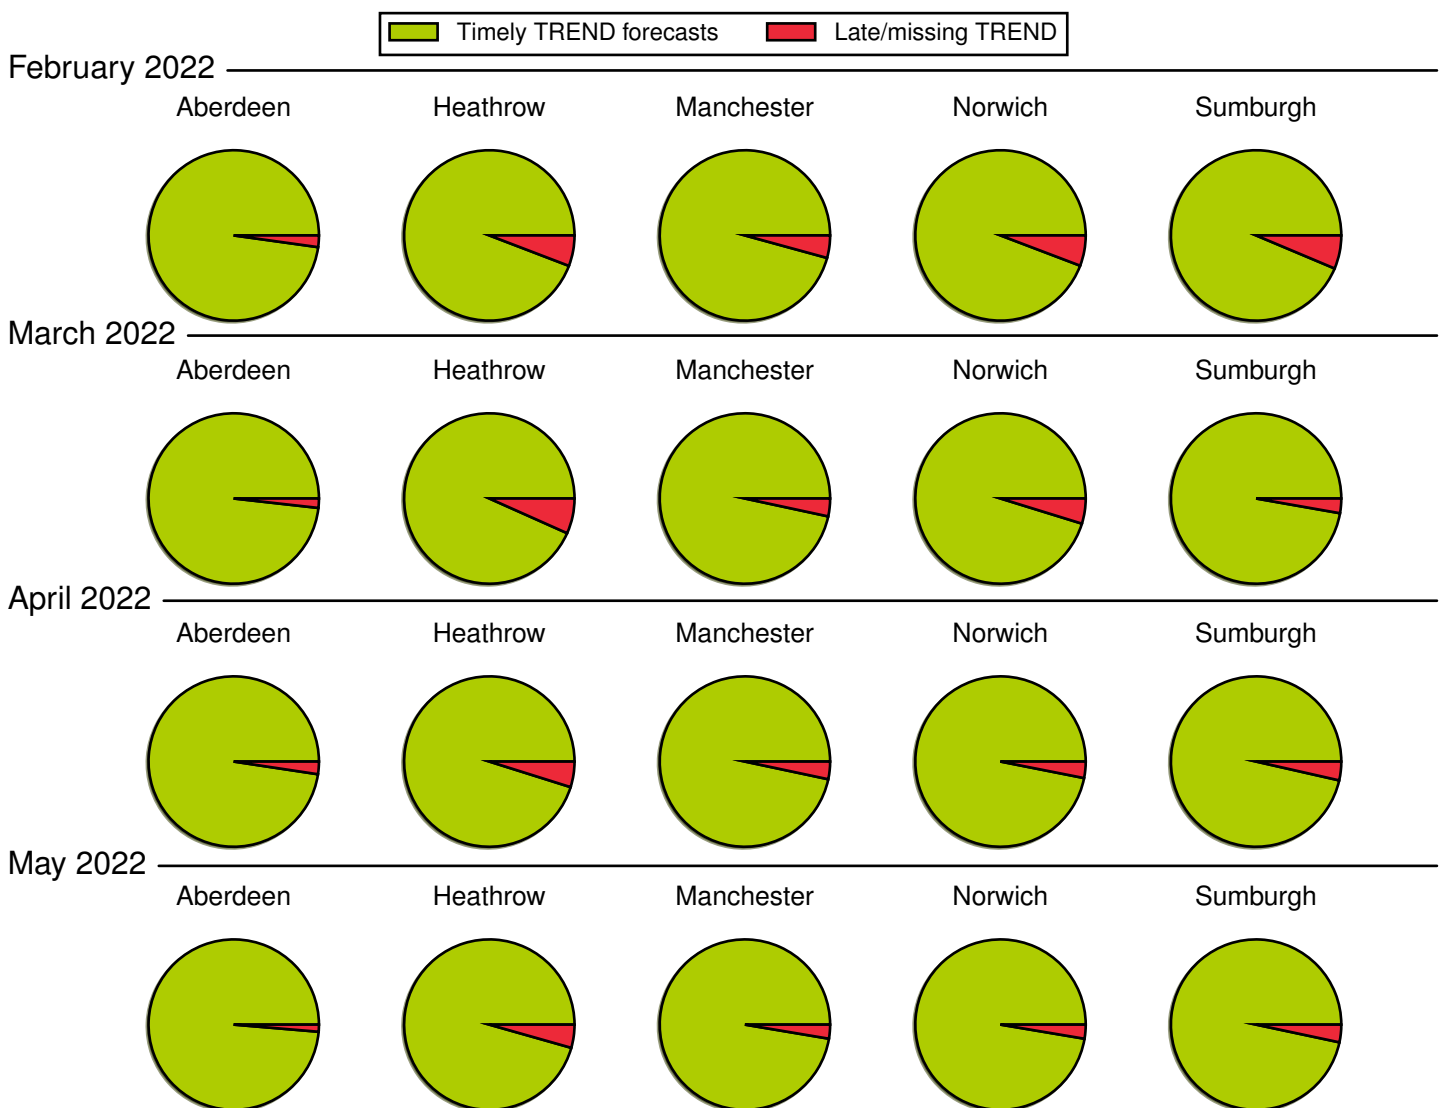 Timely TREND forecasts Late/missing TREND
February 2022
Aberdeen Heathrow Manchester Norwich Sumburgh
March 2022
Aberdeen Heathrow Manchester Norwich Sumburgh
April 2022
Aberdeen Heathrow Manchester Norwich Sumburgh
May 2022
Aberdeen Heathrow Manchester Norwich Sumburgh